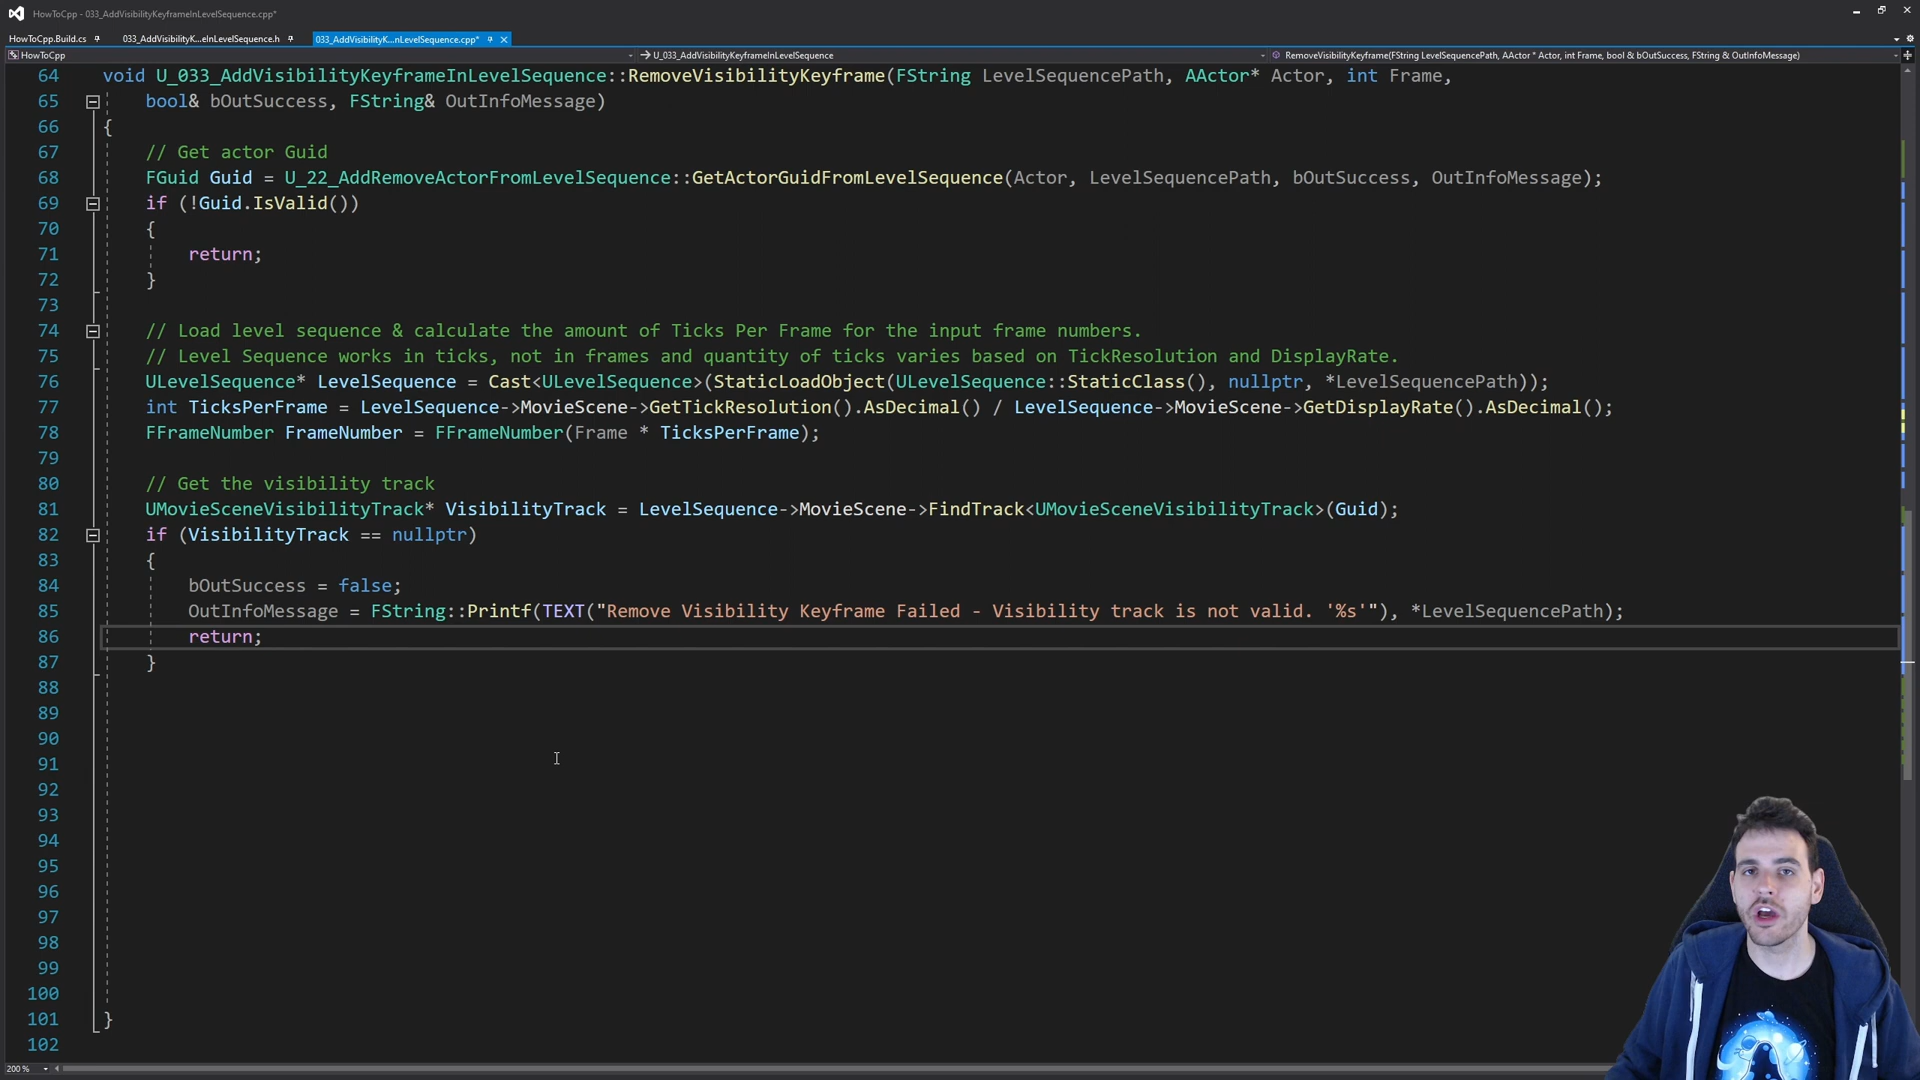 HowToCpp - 033_AddVisibilityKeyframeInLevelSequence.cpp*
HowToCpp.Build.cs
033_AddVisibilityK...eInLevelSequence.h
033_AddVisibilityK...nLevelSequence.cpp*
HowToCpp
U_033_AddVisibilityKeyframeInLevelSequence
RemoveVisibilityKeyframe(FString LevelSequencePath, AActor * Actor, int Frame, bool & bOutSuccess, FString & OutInfoMessage)
64 void U_033_AddVisibilityKeyframeInLevelSequence::RemoveVisibilityKeyframe(FString LevelSequencePath, AActor* Actor, int Frame,
65 bool& bOutSuccess, FString& OutInfoMessage)
66 {
67 // Get actor Guid
68 FGuid Guid = U_22_AddRemoveActorFromLevelSequence::GetActorGuidFromLevelSequence(Actor, LevelSequencePath, bOutSuccess, OutInfoMessage);
69 if (!Guid.IsValid())
70 {
71 return;
72 }
73
74 // Load level sequence & calculate the amount of Ticks Per Frame for the input frame numbers.
75 // Level Sequence works in ticks, not in frames and quantity of ticks varies based on TickResolution and DisplayRate.
76 ULevelSequence* LevelSequence = Cast<ULevelSequence>(StaticLoadObject(ULevelSequence::StaticClass(), nullptr, *LevelSequencePath));
77 int TicksPerFrame = LevelSequence->MovieScene->GetTickResolution().AsDecimal() / LevelSequence->MovieScene->GetDisplayRate().AsDecimal();
78 FFrameNumber FrameNumber = FFrameNumber(Frame * TicksPerFrame);
79
80 // Get the visibility track
81 UMovieSceneVisibilityTrack* VisibilityTrack = LevelSequence->MovieScene->FindTrack<UMovieSceneVisibilityTrack>(Guid);
82 if (VisibilityTrack == nullptr)
83 {
84 bOutSuccess = false;
85 OutInfoMessage = FString::Printf(TEXT("Remove Visibility Keyframe Failed - Visibility track is not valid. '%s'"), *LevelSequencePath);
86 return;
87 }
88
89
90
91
92
93
94
95
96
97
98
99
100
101 }
102
200 %